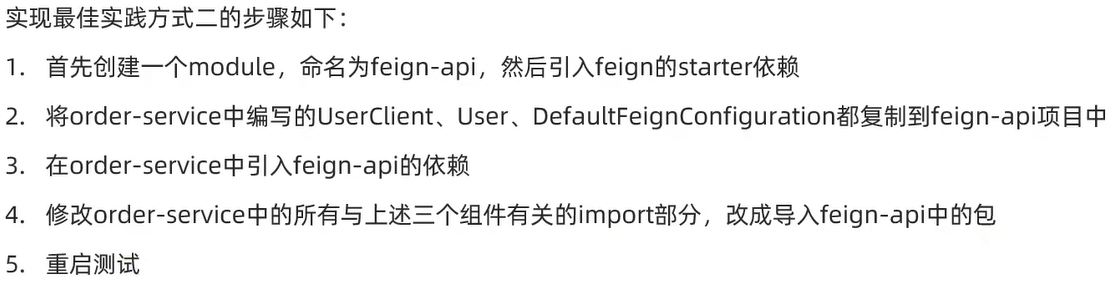 实现最佳实践方式二的步骤如下：
1. 首先创建一个module，命名为feign-api，然后引入feign的starter依赖
2. 将order-service中编写的UserClient、User、DefaultFeignConfiguration都复制到feign-api项目中
3. 在order-service中引入feign-api的依赖
4. 修改order-service中的所有与上述三个组件有关的import部分，改成导入feign-api中的包
5. 重启测试